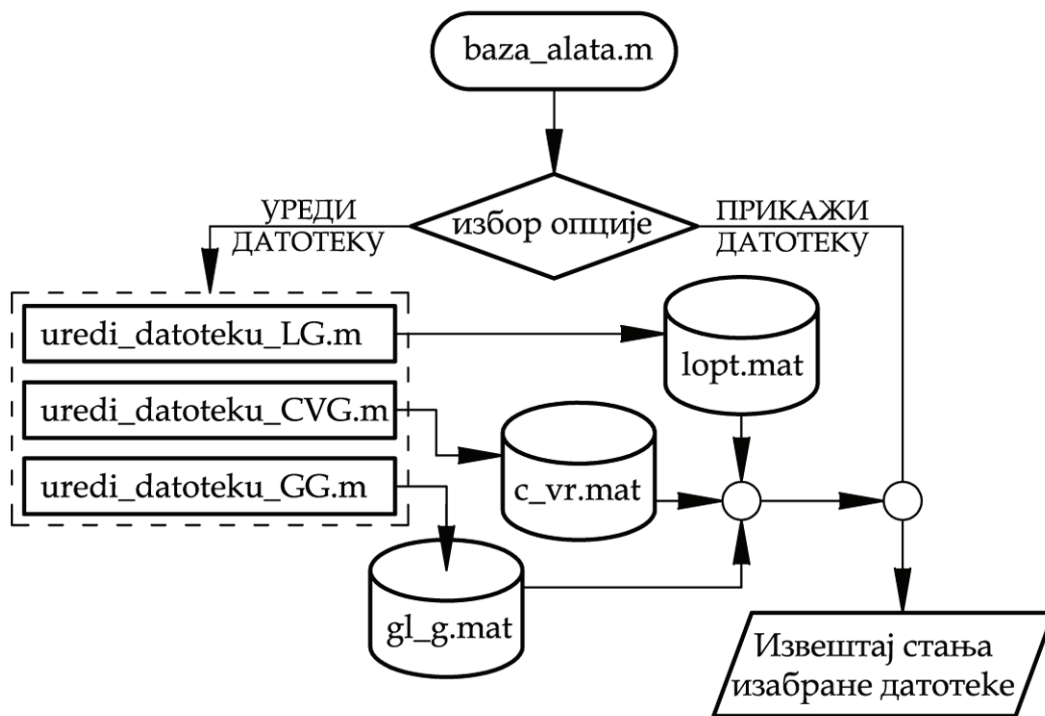 baza_alata.m
избор опције
УРЕДИ
ДАТОТЕКУ
ПРИКАЖИ
ДАТОТЕКУ
uredi_datoteku_LG.m
uredi_datoteku_CVG.m
uredi_datoteku_GG.m
lopt.mat
c_vr.mat
gl_g.mat
Извештај стања
изабране датотеке